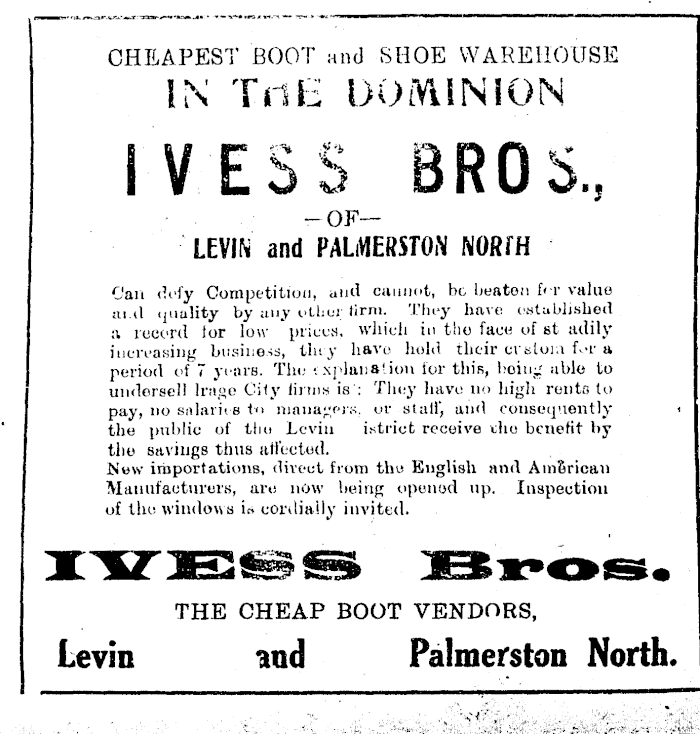 CHEAPEST BOOT and SHOE WAREHOUSE
IN THE DOMINION
IVESS BROS.,
—OF—
LEVIN and PALMERSTON NORTH
Can defy Competition, and cannot, be beaten for value
and quality by any other firm. They have established
a record for low prices, which in the face of st adily
increasing business, they have hold their custom for a
period of 7 years. The explanation for this, being able to
undersell lrage City firms is : They have no high rents to
pay, no salaries to managers, or staff, and consequently
the public of the Levin istrict receive the benefit by
the savings thus affected.
New importations, direct from the English and American
Manufacturers, are now being opened up. Inspection
of the windows is cordially invited.
IVESS Bros.
THE CHEAP BOOT VENDORS,
Levin and Palmerston North.